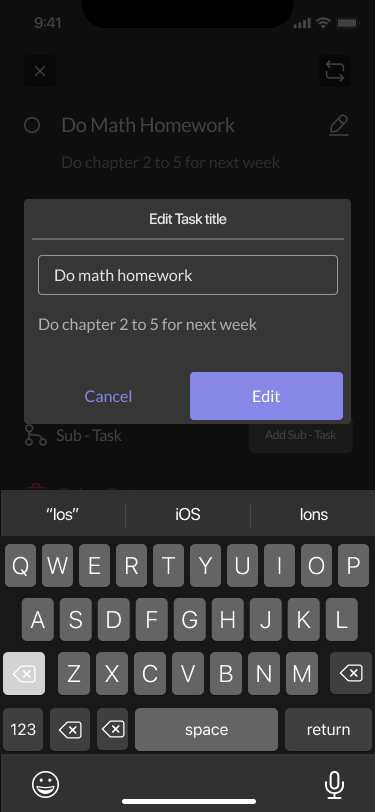 9:41
Do Math Homework
Do chapter 2 to 5 for next week
Edit Task title
Do math homework
Do chapter 2 to 5 for next week
Cancel
Edit
Sub - Task
Add Sub - Task
"los"
iOS
Ions
Q W E R T Y U I O P
A S D F G H J K L
Z X C V B N M
123
space
return